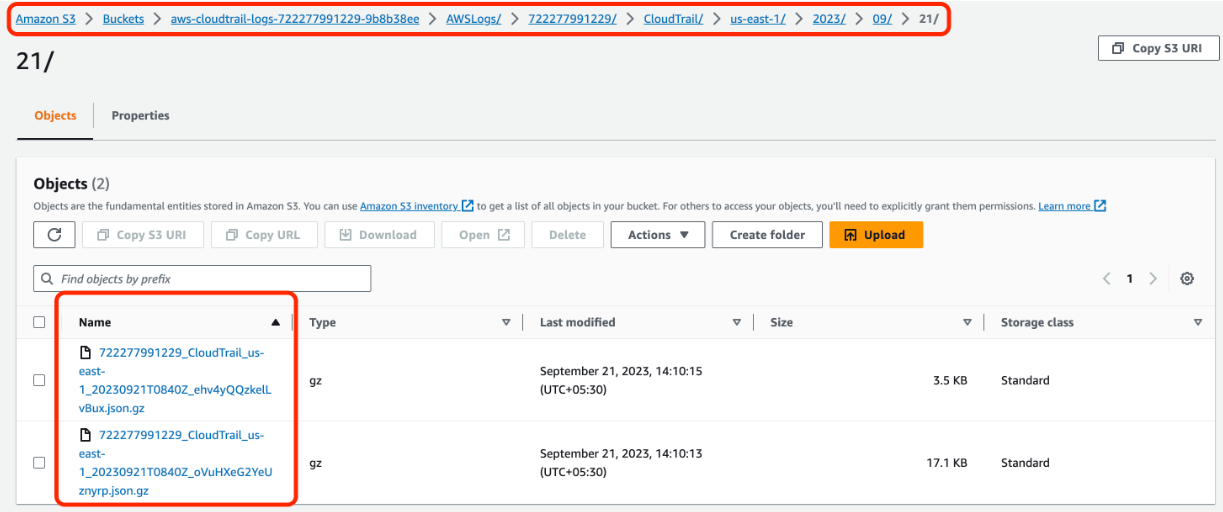 Amazon S3 > Buckets > aws-cloudtrail-logs-722277991229-9b8b38ee > AWSLogs/ > 722277991229/ > CloudTrail/ > us-east-1/ > 2023/ > 09/ > 21/
21/
Copy S3 URI
Objects
Properties
Objects (2)
Objects are the fundamental entities stored in Amazon S3. You can use Amazon S3 inventory to get a list of all objects in your bucket. For others to access your objects, you'll need to explicitly grant them permissions. Learn more
Copy S3 URI Copy URL Download Open Delete Actions Create folder Upload
Find objects by prefix
1
Name Type Last modified Size Storage class
722277991229_CloudTrail_us-
east-
1_20230921T0840Z_ehv4yQQzkelL
vBux.json.gz
gz
September 21, 2023, 14:10:15
(UTC+05:30)
3.5 KB
Standard
722277991229_CloudTrail_us-
east-
1_20230921T0840Z_oVuHXeG2YeU
znyrp.json.gz
gz
September 21, 2023, 14:10:13
(UTC+05:30)
17.1 KB
Standard